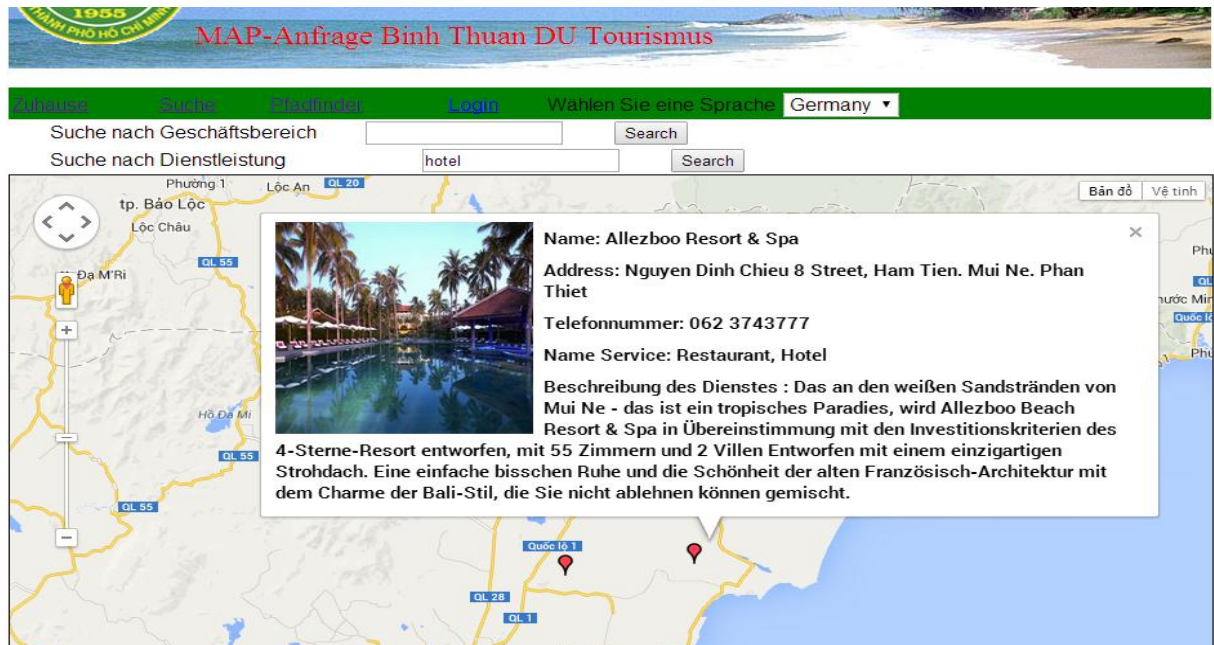 1955
THÀNH PHỐ HỒ CHÍ MINH
MAP-Anfrage Binh Thuan DU Tourismus
Zuhause Suche Pfadfinder Login Wählen Sie eine Sprache Germany
Suche nach Geschäftsbereich Search
Suche nach Dienstleistung hotel Search
Phường 1 Lộc An QL 20
tp. Bảo Lộc
Lộc Châu
QL 55
Đạ M'Ri
Bản đồ Vệ tinh
Name: Allezboo Resort & Spa
Address: Nguyen Dinh Chieu 8 Street, Ham Tien. Mui Ne. Phan
Thiet
Telefonnummer: 062 3743777
Name Service: Restaurant, Hotel
Beschreibung des Dienstes : Das an den weißen Sandstränden von
Mui Ne - das ist ein tropisches Paradies, wird Allezboo Beach
Resort & Spa in Übereinstimmung mit den Investitionskriterien des
4-Sterne-Resort entworfen, mit 55 Zimmern und 2 Villen Entworfen mit einem einzigartigen
Strohdach. Eine einfache bisschen Ruhe und die Schönheit der alten Französisch-Architektur mit
dem Charme der Bali-Stil, die Sie nicht ablehnen können gemischt.
Hồ Đa Mi
QL 55
QL 55
Quốc lộ 1
QL 28
QL 1